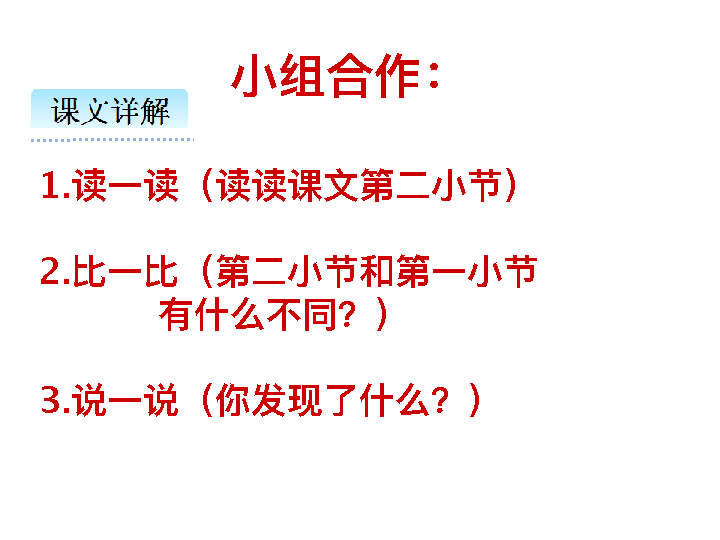 小组合作：
课文详解
1.读一读（读读课文第二小节）
2.比一比（第二小节和第一小节
有什么不同？）
3.说一说（你发现了什么？）